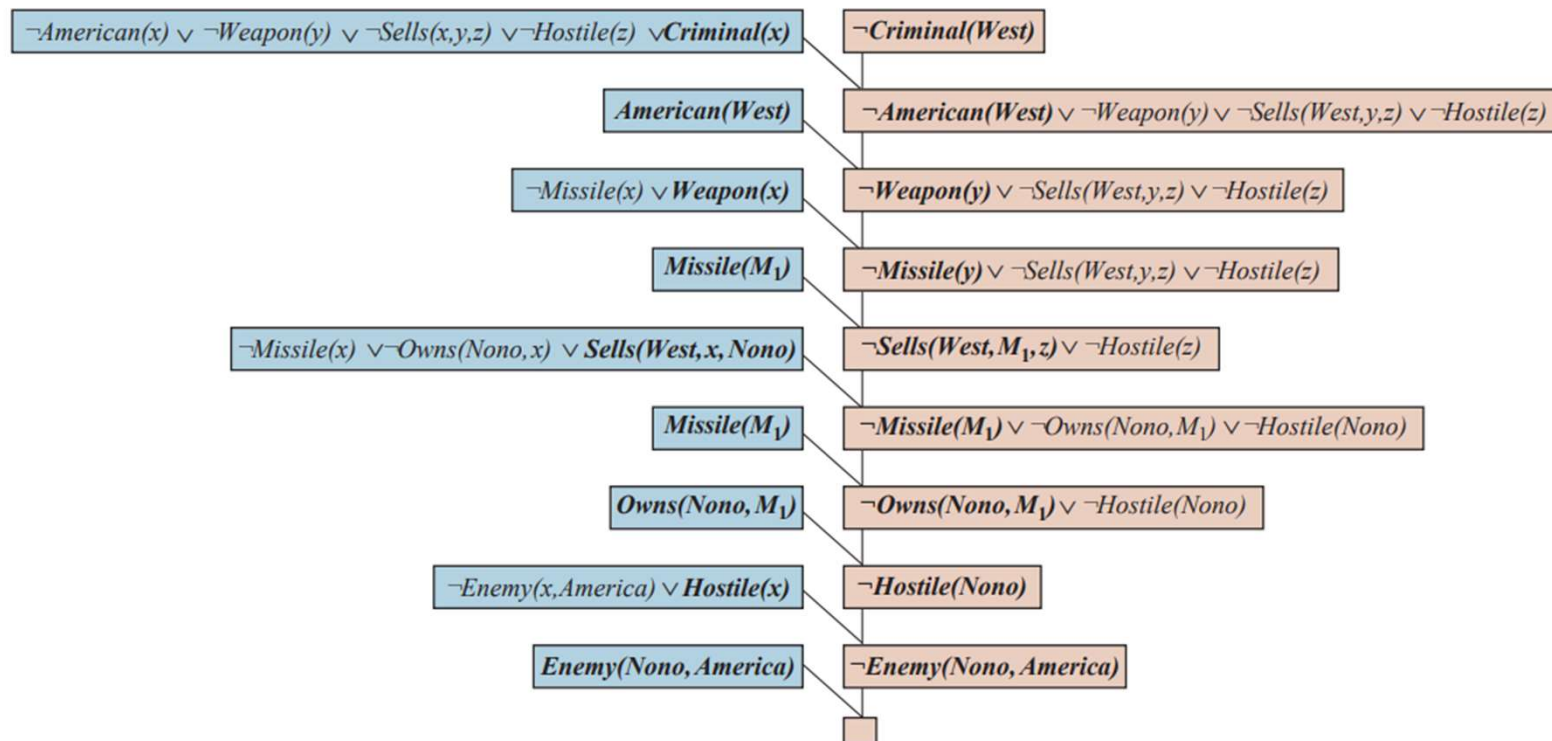 ¬American(x) ∨ ¬Weapon(y) ∨ ¬Sells(x,y,z) ∨ ¬Hostile(z) ∨ Criminal(x) ¬Criminal(West)
American(West) ¬American(West) ∨ ¬Weapon(y) ∨ ¬Sells(West,y,z) ∨ ¬Hostile(z)
¬Missile(x) ∨ Weapon(x) ¬Weapon(y) ∨ ¬Sells(West,y,z) ∨ ¬Hostile(z)
Missile(M₁) ¬Missile(y) ∨ ¬Sells(West,y,z) ∨ ¬Hostile(z)
¬Missile(x) ∨ ¬Owns(Nono,x) ∨ Sells(West,x,Nono) ¬Sells(West,M₁,z) ∨ ¬Hostile(z)
Missile(M₁) ¬Missile(M₁) ∨ ¬Owns(Nono,M₁) ∨ ¬Hostile(Nono)
Owns(Nono,M₁) ¬Owns(Nono,M₁) ∨ ¬Hostile(Nono)
¬Enemy(x,America) ∨ Hostile(x) ¬Hostile(Nono)
Enemy(Nono,America) ¬Enemy(Nono,America)